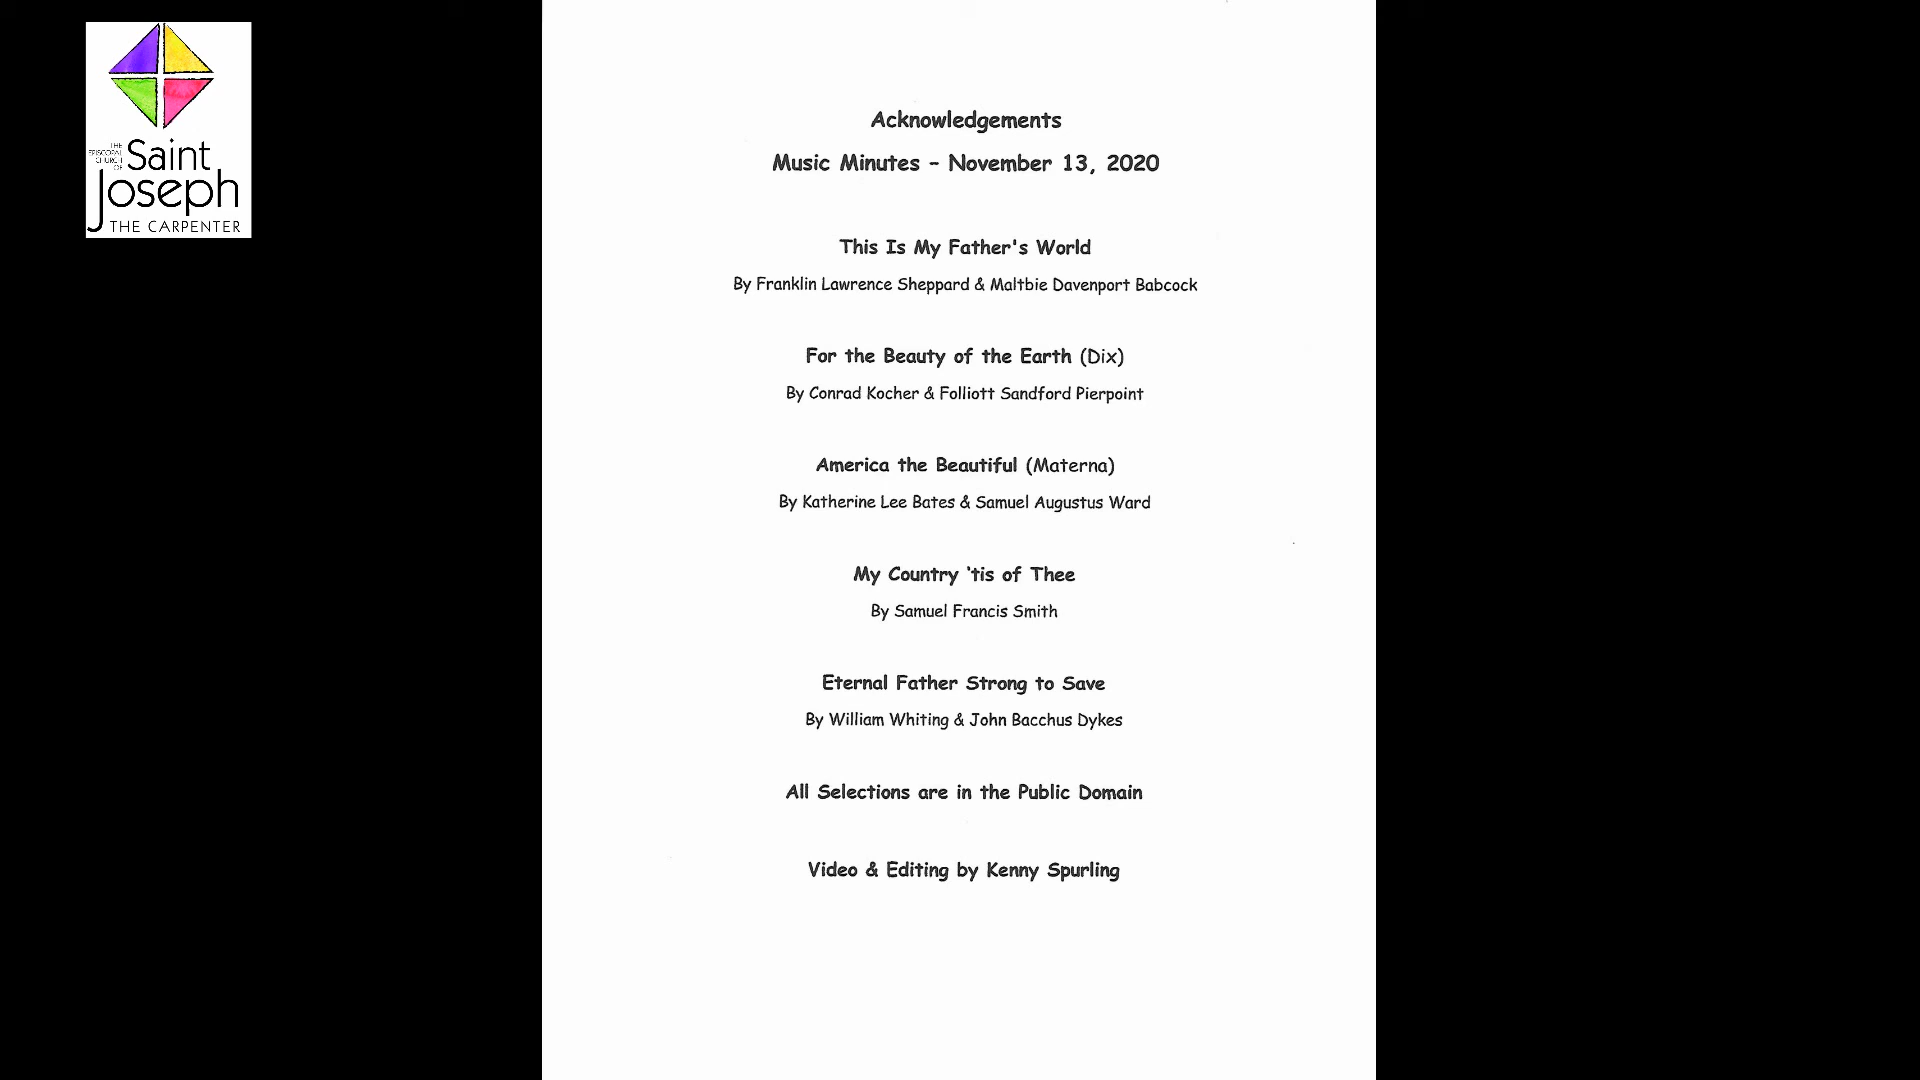 THE
EPISCOPAL
CHURCH
OF
Saint
Joseph
THE CARPENTER
Acknowledgements
Music Minutes - November 13, 2020
This Is My Father's World
By Franklin Lawrence Sheppard & Maltbie Davenport Babcock
For the Beauty of the Earth (Dix)
By Conrad Kocher & Folliott Sandford Pierpoint
America the Beautiful (Materna)
By Katherine Lee Bates & Samuel Augustus Ward
My Country 'tis of Thee
By Samuel Francis Smith
Eternal Father Strong to Save
By William Whiting & John Bacchus Dykes
All Selections are in the Public Domain
Video & Editing by Kenny Spurling